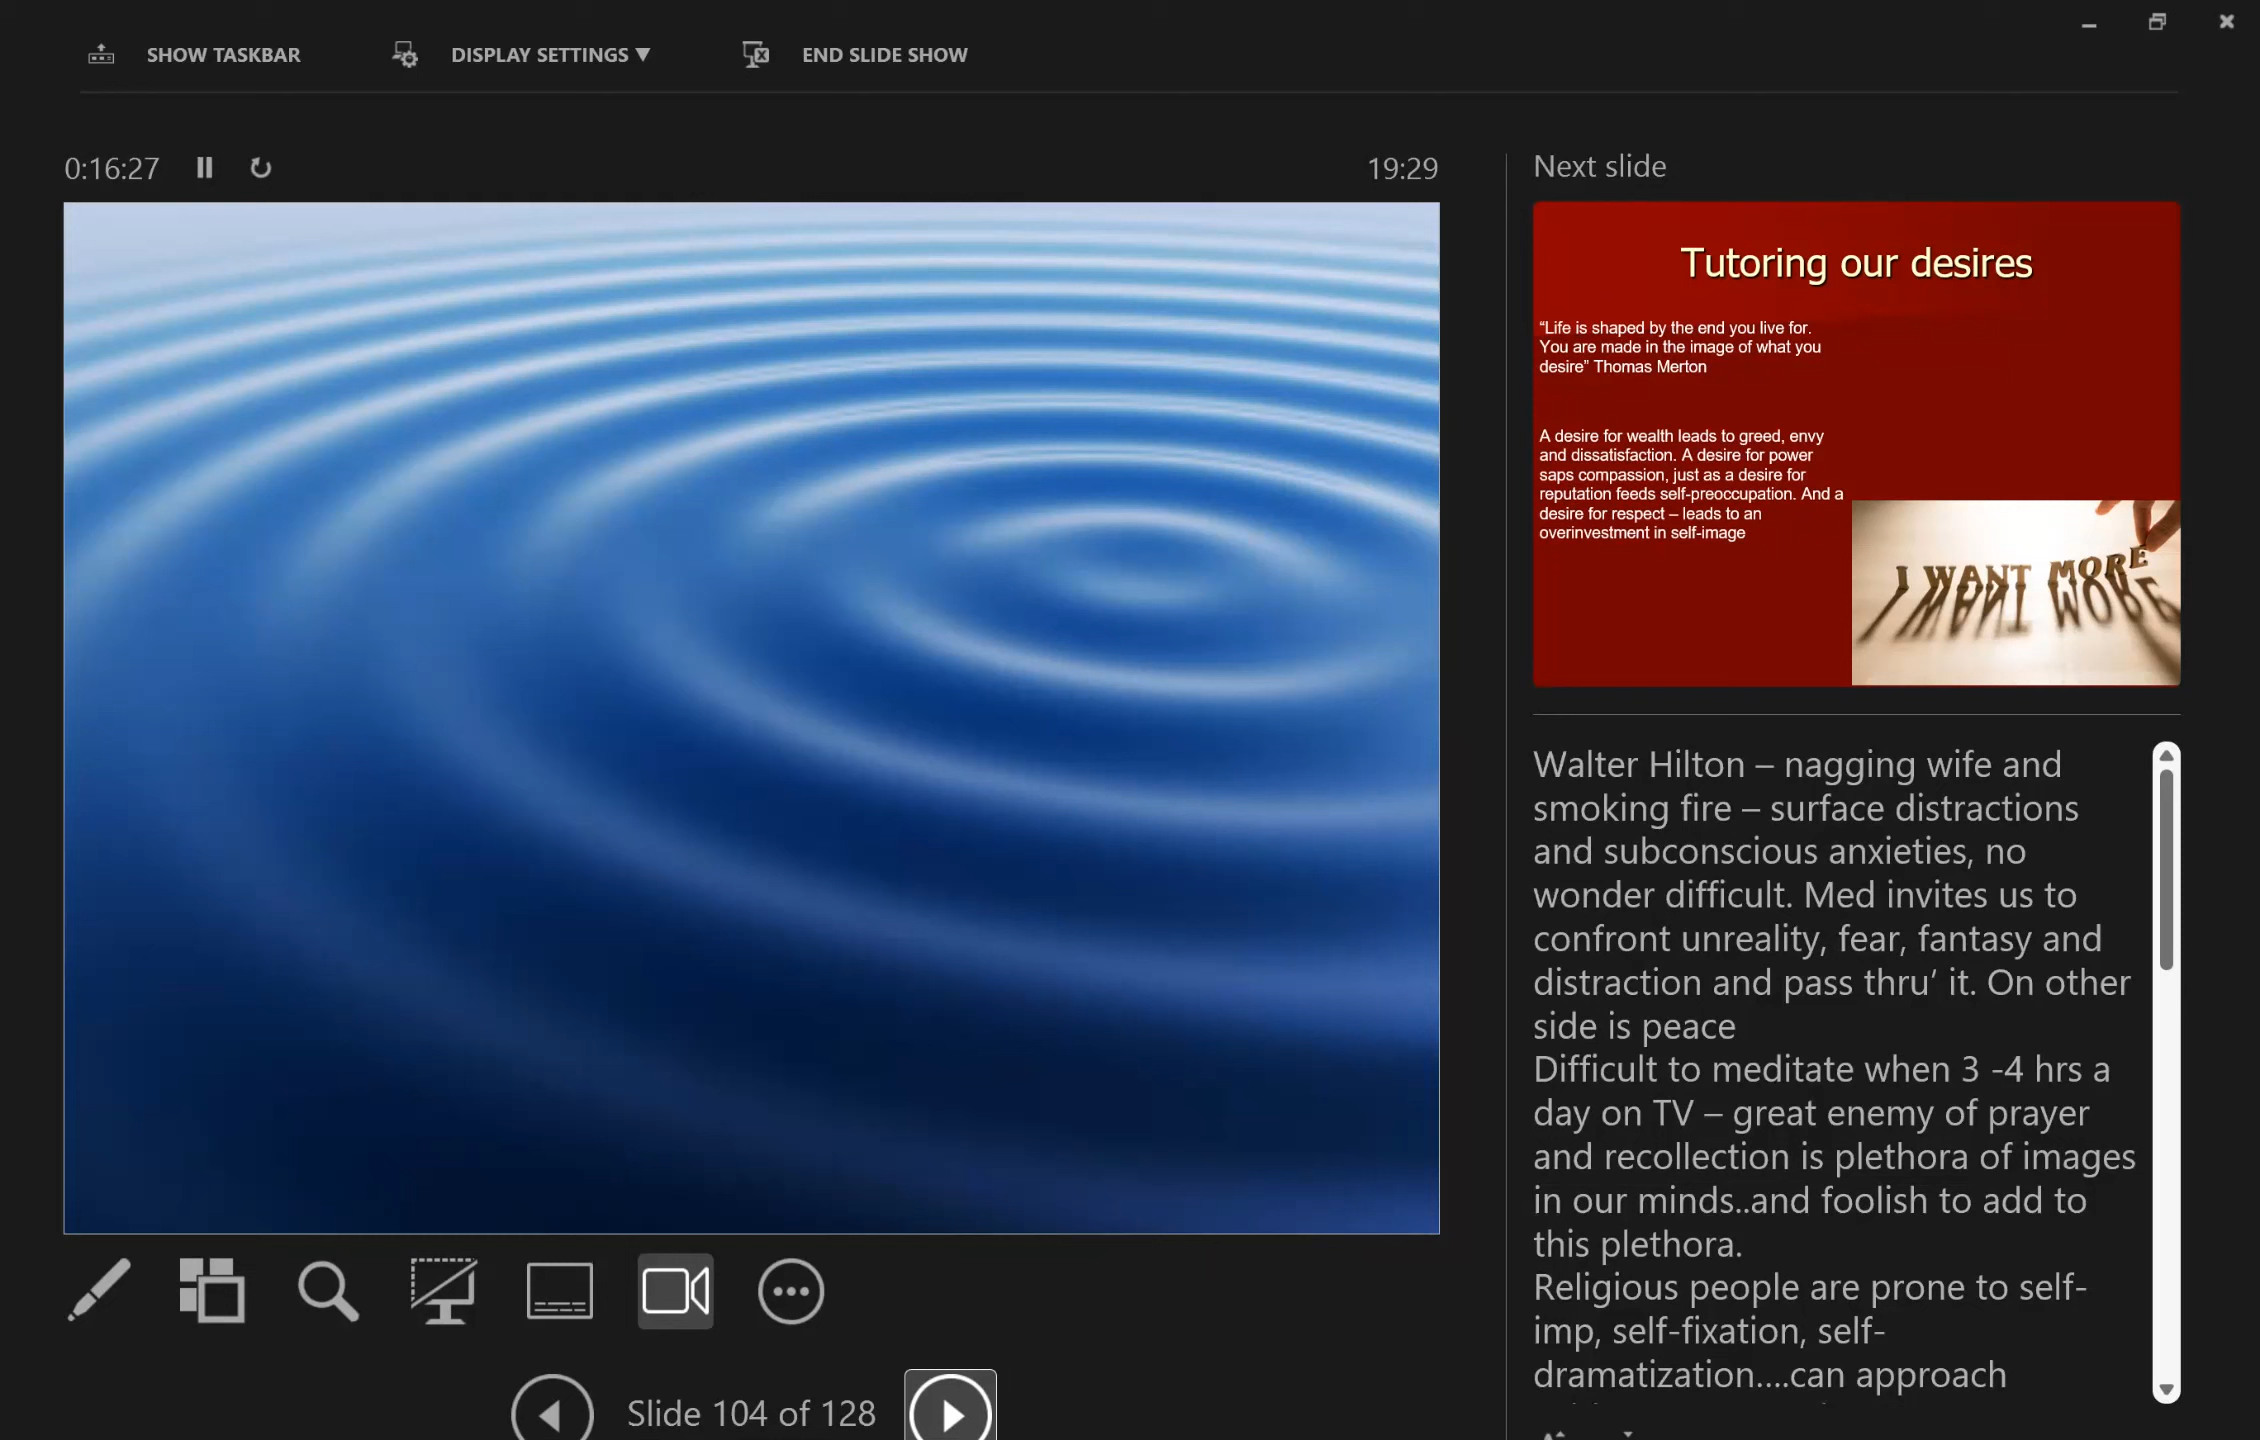 SHOW TASKBAR
DISPLAY SETTINGS ▼
END SLIDE SHOW
0:16:27
19:29
Next slide
Tutoring our desires
“Life is shaped by the end you live for.
You are made in the image of what you
desire” Thomas Merton
A desire for wealth leads to greed, envy
and dissatisfaction. A desire for power
saps compassion, just as a desire for
reputation feeds self-preoccupation. And a
desire for respect – leads to an
overinvestment in self-image
I WANT MORE
Walter Hilton – nagging wife and
smoking fire – surface distractions
and subconscious anxieties, no
wonder difficult. Med invites us to
confront unreality, fear, fantasy and
distraction and pass thru’ it. On other
side is peace
Difficult to meditate when 3 -4 hrs a
day on TV – great enemy of prayer
and recollection is plethora of images
in our minds..and foolish to add to
this plethora.
Religious people are prone to self-
imp, self-fixation, self-
dramatization....can approach
Slide 104 of 128